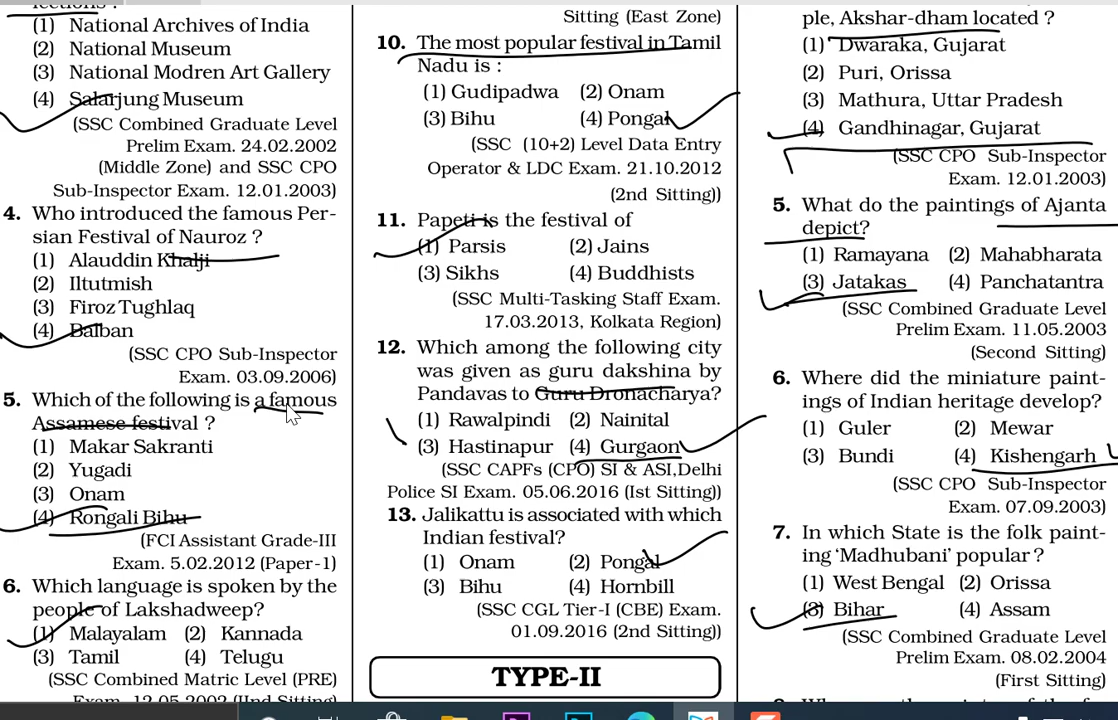 (1) National Archives of India
(2) National Museum
(3) National Modren Art Gallery
(4) Salarjung Museum
(SSC Combined Graduate Level
Prelim Exam. 24.02.2002
(Middle Zone) and SSC CPO
Sub-Inspector Exam. 12.01.2003)
4. Who introduced the famous Per-
sian Festival of Nauroz ?
(1) Alauddin Khalji
(2) Iltutmish
(3) Firoz Tughlaq
(4) Balban
(SSC CPO Sub-Inspector
Exam. 03.09.2006)
5. Which of the following is a famous
Assamese festival ?
(1) Makar Sakranti
(2) Yugadi
(3) Onam
(4) Rongali Bihu
(FCI Assistant Grade-III
Exam. 5.02.2012 (Paper-1)
6. Which language is spoken by the
people of Lakshadweep?
(1) Malayalam (2) Kannada
(3) Tamil (4) Telugu
(SSC Combined Matric Level (PRE)
Exam. 12.05.2002 (IInd Sitting)
Sitting (East Zone)
10. The most popular festival in Tamil
Nadu is :
(1) Gudipadwa (2) Onam
(3) Bihu (4) Pongal
(SSC (10+2) Level Data Entry
Operator & LDC Exam. 21.10.2012
(2nd Sitting))
11. Papeti is the festival of
(1) Parsis (2) Jains
(3) Sikhs (4) Buddhists
(SSC Multi-Tasking Staff Exam.
17.03.2013, Kolkata Region)
12. Which among the following city
was given as guru dakshina by
Pandavas to Guru Dronacharya?
(1) Rawalpindi (2) Nainital
(3) Hastinapur (4) Gurgaon
(SSC CAPFs (CPO) SI & ASI,Delhi
Police SI Exam. 05.06.2016 (Ist Sitting))
13. Jalikattu is associated with which
Indian festival?
(1) Onam (2) Pongal
(3) Bihu (4) Hornbill
(SSC CGL Tier-I (CBE) Exam.
01.09.2016 (2nd Sitting))
TYPE-II
ple, Akshar-dham located ?
(1) Dwaraka, Gujarat
(2) Puri, Orissa
(3) Mathura, Uttar Pradesh
(4) Gandhinagar, Gujarat
(SSC CPO Sub-Inspector
Exam. 12.01.2003)
5. What do the paintings of Ajanta
depict?
(1) Ramayana (2) Mahabharata
(3) Jatakas (4) Panchatantra
(SSC Combined Graduate Level
Prelim Exam. 11.05.2003
(Second Sitting)
6. Where did the miniature paint-
ings of Indian heritage develop?
(1) Guler (2) Mewar
(3) Bundi (4) Kishengarh
(SSC CPO Sub-Inspector
Exam. 07.09.2003)
7. In which State is the folk paint-
ing ‘Madhubani’ popular ?
(1) West Bengal (2) Orissa
(3) Bihar (4) Assam
(SSC Combined Graduate Level
Prelim Exam. 08.02.2004
(First Sitting)